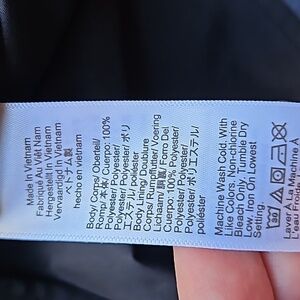 Made in Vietnam
Fabriqué Au Viêt Nam
Hergestellt In Vietnam
Vervaardigd In Vietnam
ベトナム製
hecho en vietnam
Body/ Corps/ Oberteil/
Romp/ 本体/ Cuerpo: 100%
Polyester/ Polyester/
Polyester/ Polyester/ ポリ
エステル/ poliéster
Body Lining/ Doublure
Corps/ Rumpffutter/ Voering
Lichaam/ 胴裏/ Forro Del
Cuerpo: 100% Polyester/
Polyester/ Polyester/
Polyester/ ポリエステル/
poliéster
Machine Wash Cold. With
Like Colors. Non-chlorine
Bleach Only. Tumble Dry
Low. Iron On Lowest
Setting.
30
Laver À La Machine À